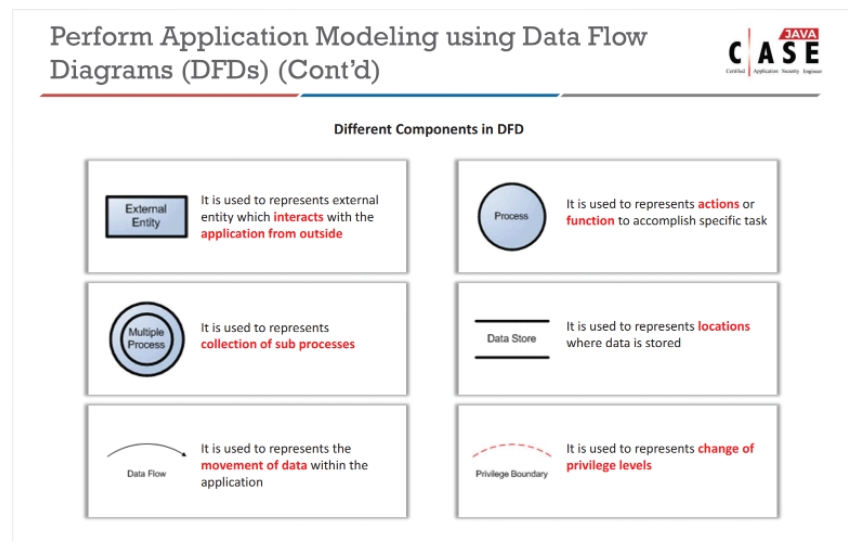 Perform Application Modeling using Data Flow
Diagrams (DFDs) (Cont'd)
JAVA
CASE
Certified Application Security Engineer
Different Components in DFD
External
Entity
It is used to represents external
entity which interacts with the
application from outside
Process
It is used to represents actions or
function to accomplish specific task
Multiple
Process
It is used to represents
collection of sub processes
Data Store
It is used to represents locations
where data is stored
Data Flow
It is used to represents the
movement of data within the
application
Privilege Boundary
It is used to represents change of
privilege levels